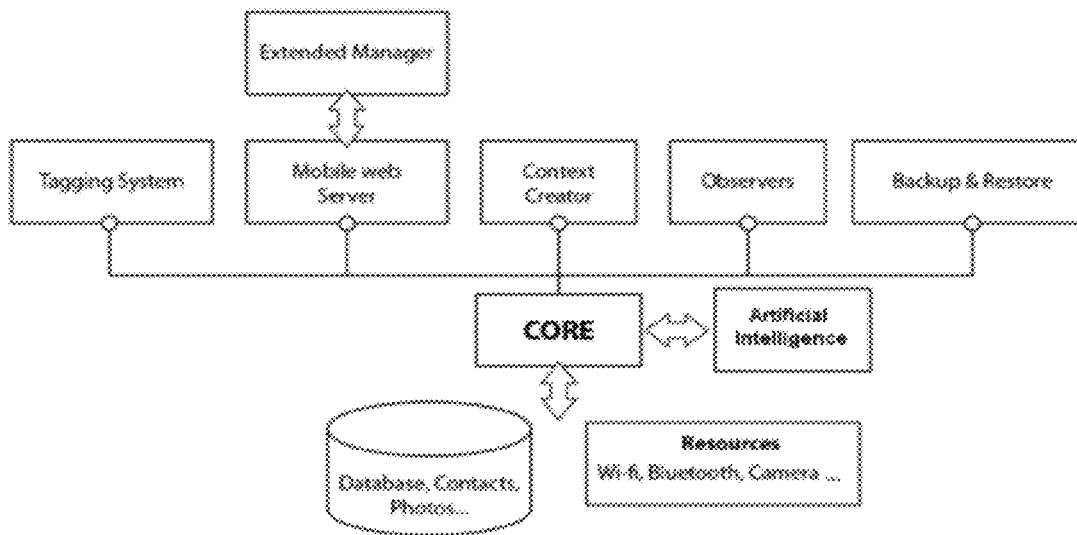 Extended Manager
Tagging System
Mobile web
Server
Context
Creator
Observers
Backup & Restore
CORE
Artificial
Intelligence
Database, Contacts,
Photos...
Resources
Wi-fi, Bluetooth, Camera ...